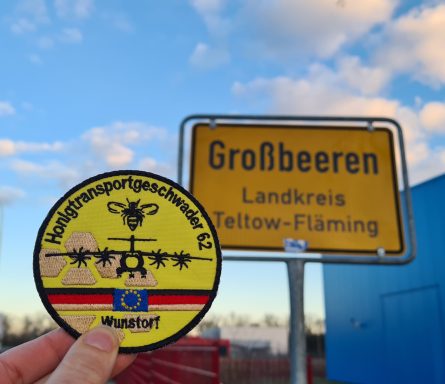 Großbeeren
Landkreis
Teltow-Fläming
Honigtransportgeschwader 62
Wunstorf